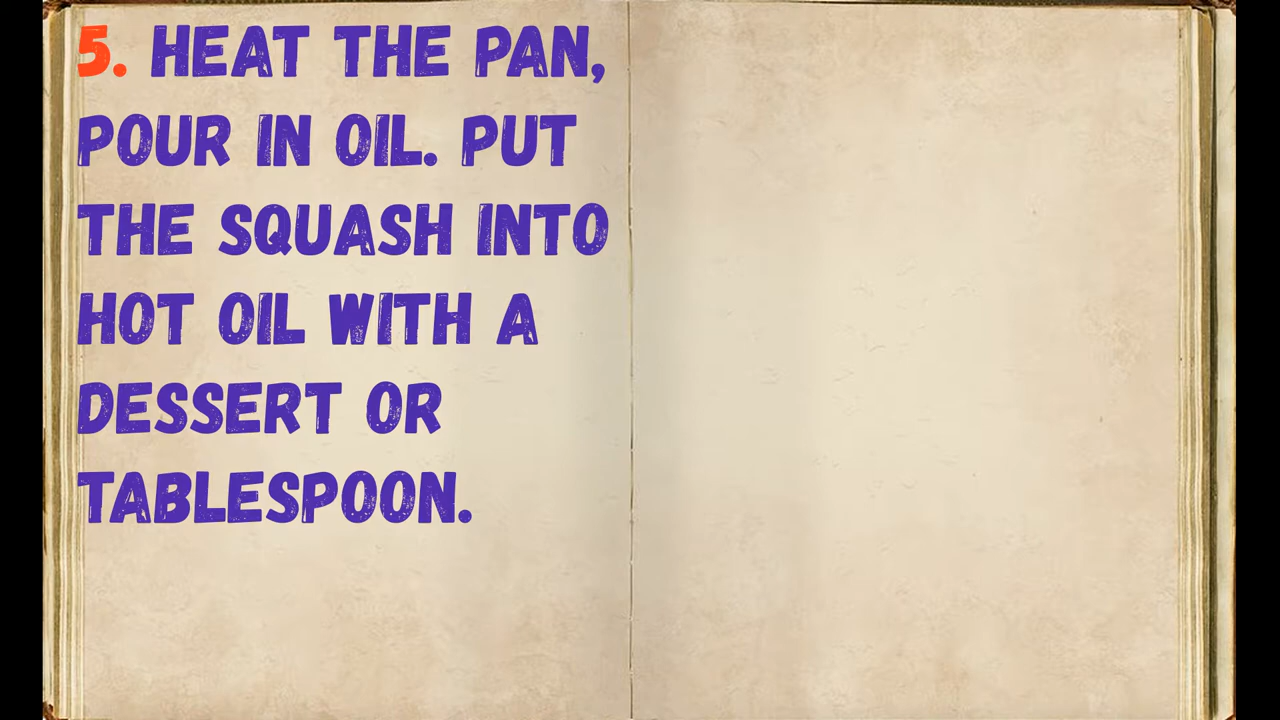 5. HEAT THE PAN,
POUR IN OIL. PUT
THE SQUASH INTO
HOT OIL WITH A
DESSERT OR
TABLESPOON.